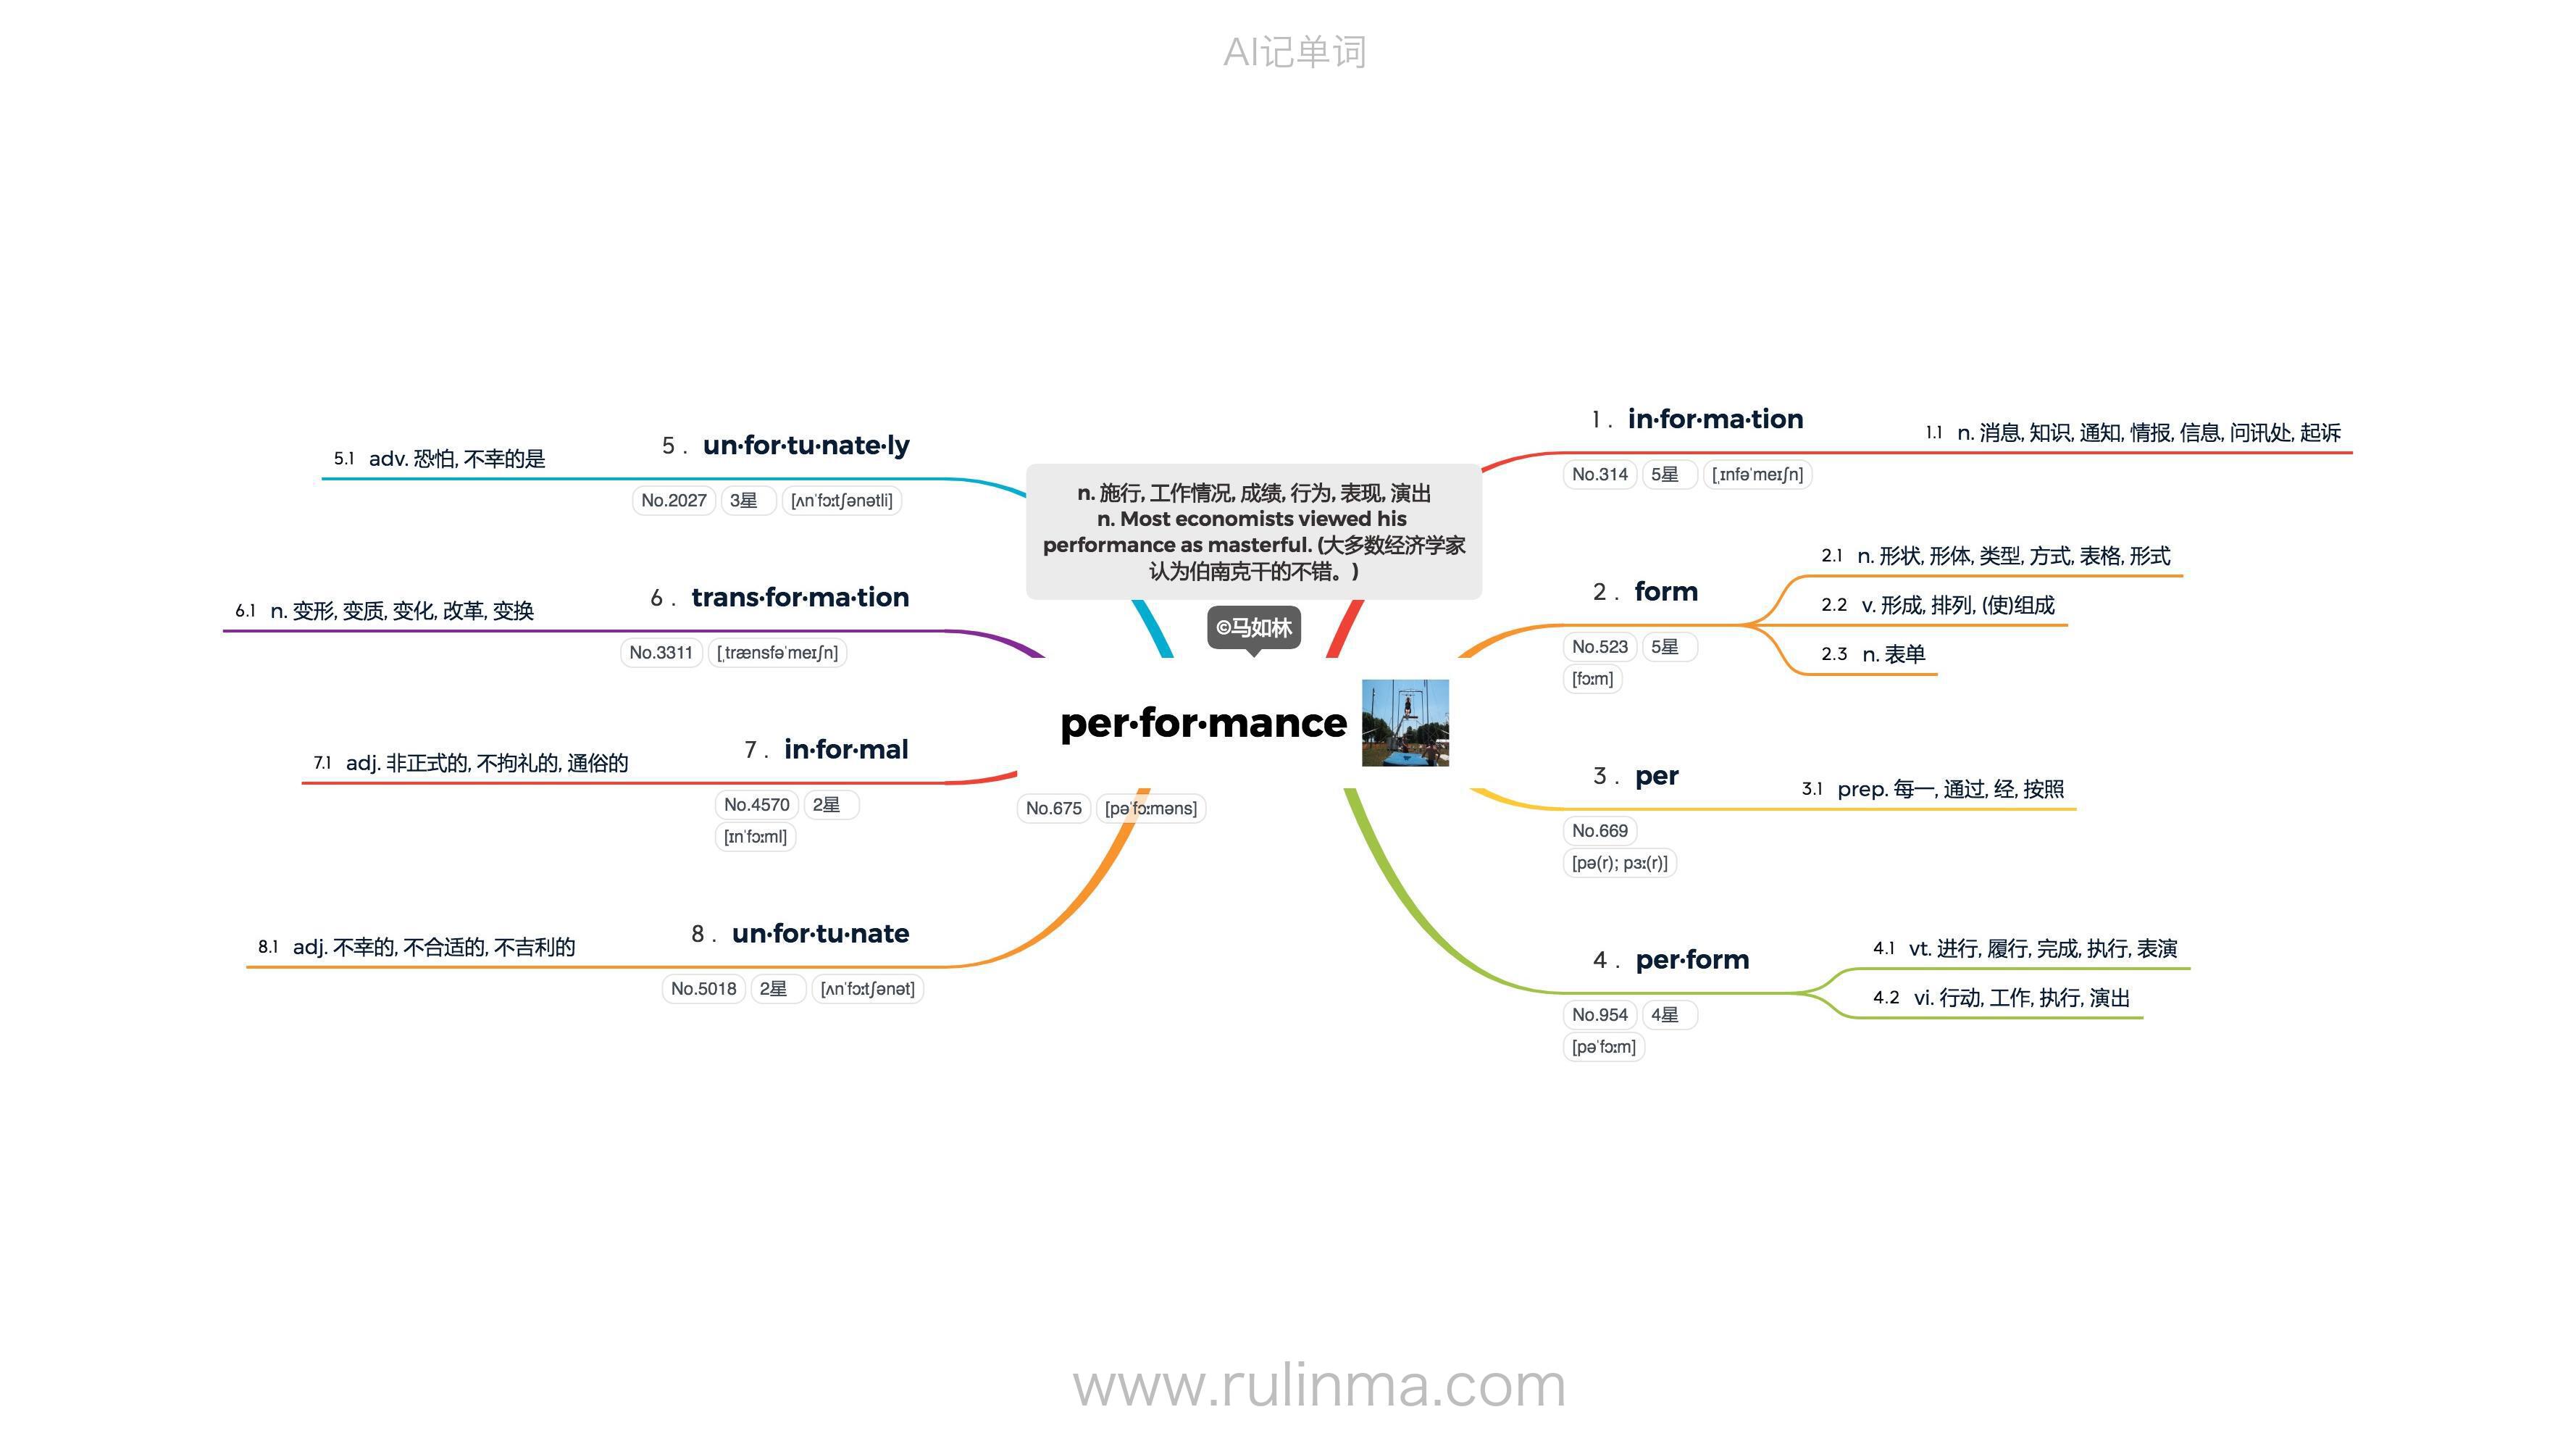 AI记单词
n. 施行, 工作情况, 成绩, 行为, 表现, 演出
n. Most economists viewed his
performance as masterful. (大多数经济学家
认为伯南克干的不错。)
©马如林
per·for·mance
No.675 [pəˈfɔːməns]
1 . in·for·ma·tion
No.314 5星 [ˌɪnfəˈmeɪʃn]
1.1 n. 消息, 知识, 通知, 情报, 信息, 问讯处, 起诉
2 . form
No.523 5星
[fɔːm]
2.1 n. 形状, 形体, 类型, 方式, 表格, 形式
2.2 v. 形成, 排列, (使)组成
2.3 n. 表单
3 . per
No.669
[pə(r); pɜː(r)]
3.1 prep. 每一, 通过, 经, 按照
4 . per·form
No.954 4星
[pəˈfɔːm]
4.1 vt. 进行, 履行, 完成, 执行, 表演
4.2 vi. 行动, 工作, 执行, 演出
5 . un·for·tu·nate·ly
No.2027 3星 [ʌnˈfɔːtʃənətli]
5.1 adv. 恐怕, 不幸的是
6 . trans·for·ma·tion
No.3311 [ˌtrænsfəˈmeɪʃn]
6.1 n. 变形, 变质, 变化, 改革, 变换
7 . in·for·mal
No.4570 2星
[ɪnˈfɔːml]
7.1 adj. 非正式的, 不拘礼的, 通俗的
8 . un·for·tu·nate
No.5018 2星 [ʌnˈfɔːtʃənət]
8.1 adj. 不幸的, 不合适的, 不吉利的
www.rulinma.com